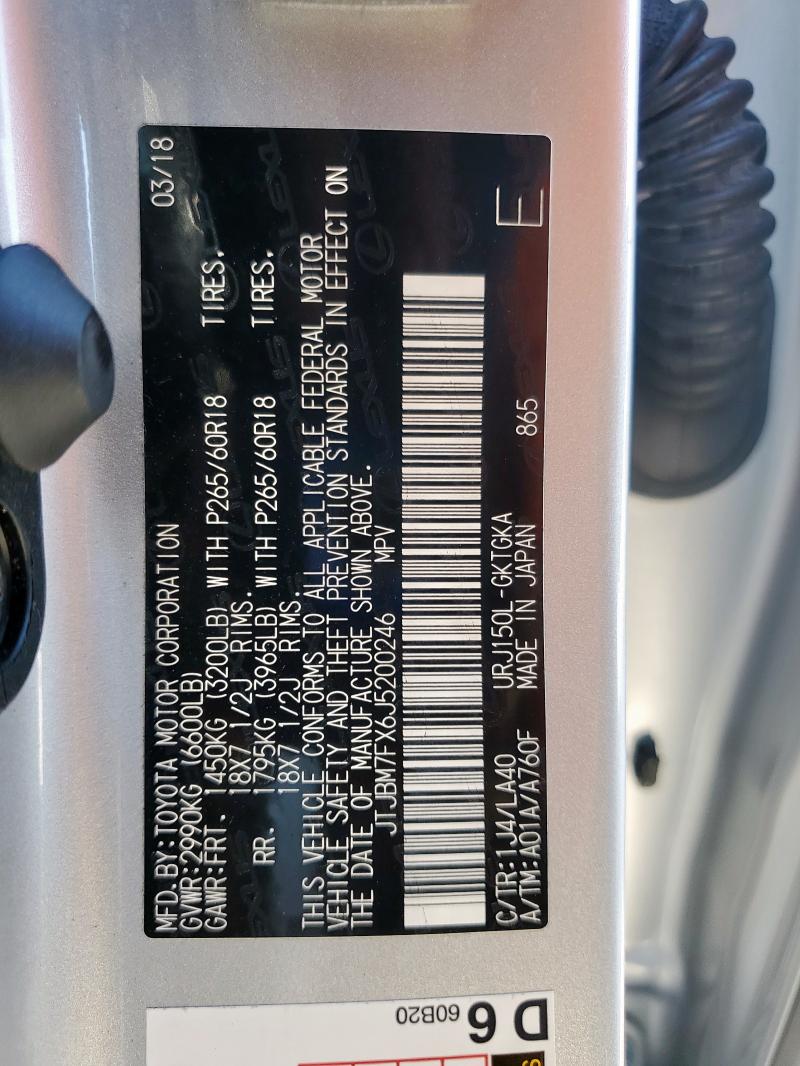 MFD.BY:TOYOTA MOTOR CORPORATION 03/18
GVWR:2990KG (6600LB)
GAWR:FRT. 1450KG (3200LB) WITH P265/60R18 TIRES.
18X7 1/2J RIMS.
RR. 1795KG (3965LB) WITH P265/60R18 TIRES.
18X7 1/2J RIMS.
THIS VEHICLE CONFORMS TO ALL APPLICABLE FEDERAL MOTOR
VEHICLE SAFETY AND THEFT PREVENTION STANDARDS IN EFFECT ON
THE DATE OF MANUFACTURE SHOWN ABOVE.
JTJBM7FX6J5200246 MPV
C/TR:1J4/LA40 URJ150L-GKTGKA 865 E
A/TM:A01A/A760F MADE IN JAPAN
D 6 60B20